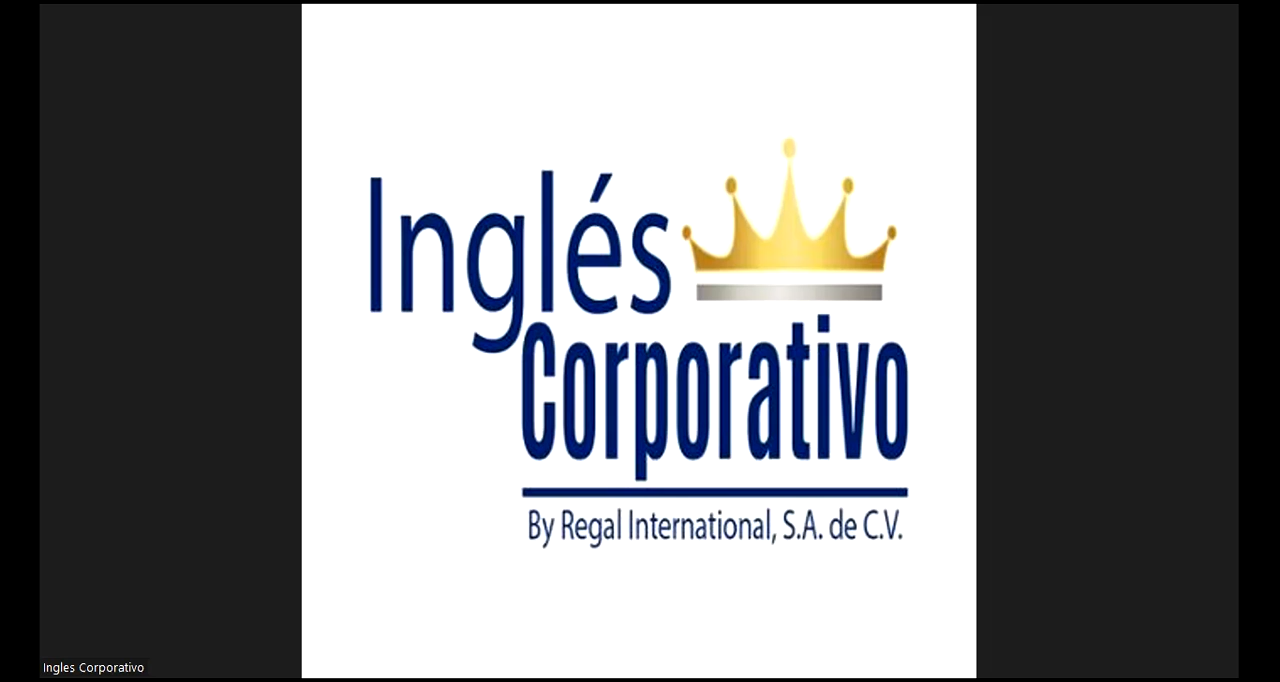 Inglés
Corporativo
By Regal International, S.A. de C.V.
Ingles Corporativo